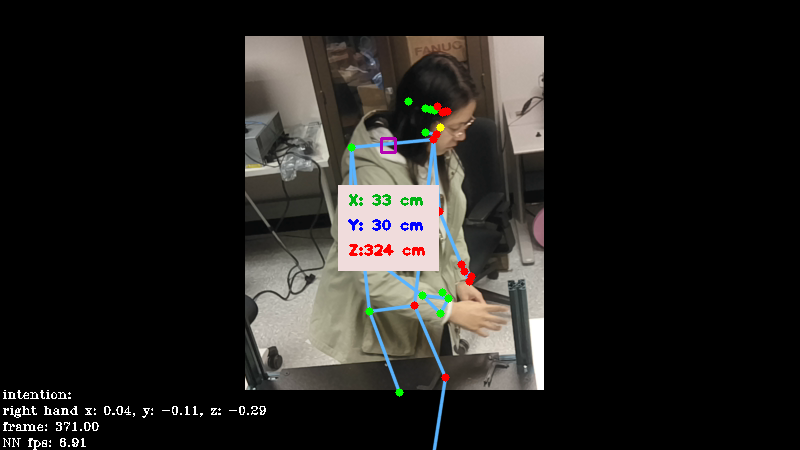 FANUC
X: 33 cm
Y: 30 cm
Z:324 cm
intention:
right hand x: 0.04, y: -0.11, z: -0.29
frame: 371.00
NN fps: 6.91